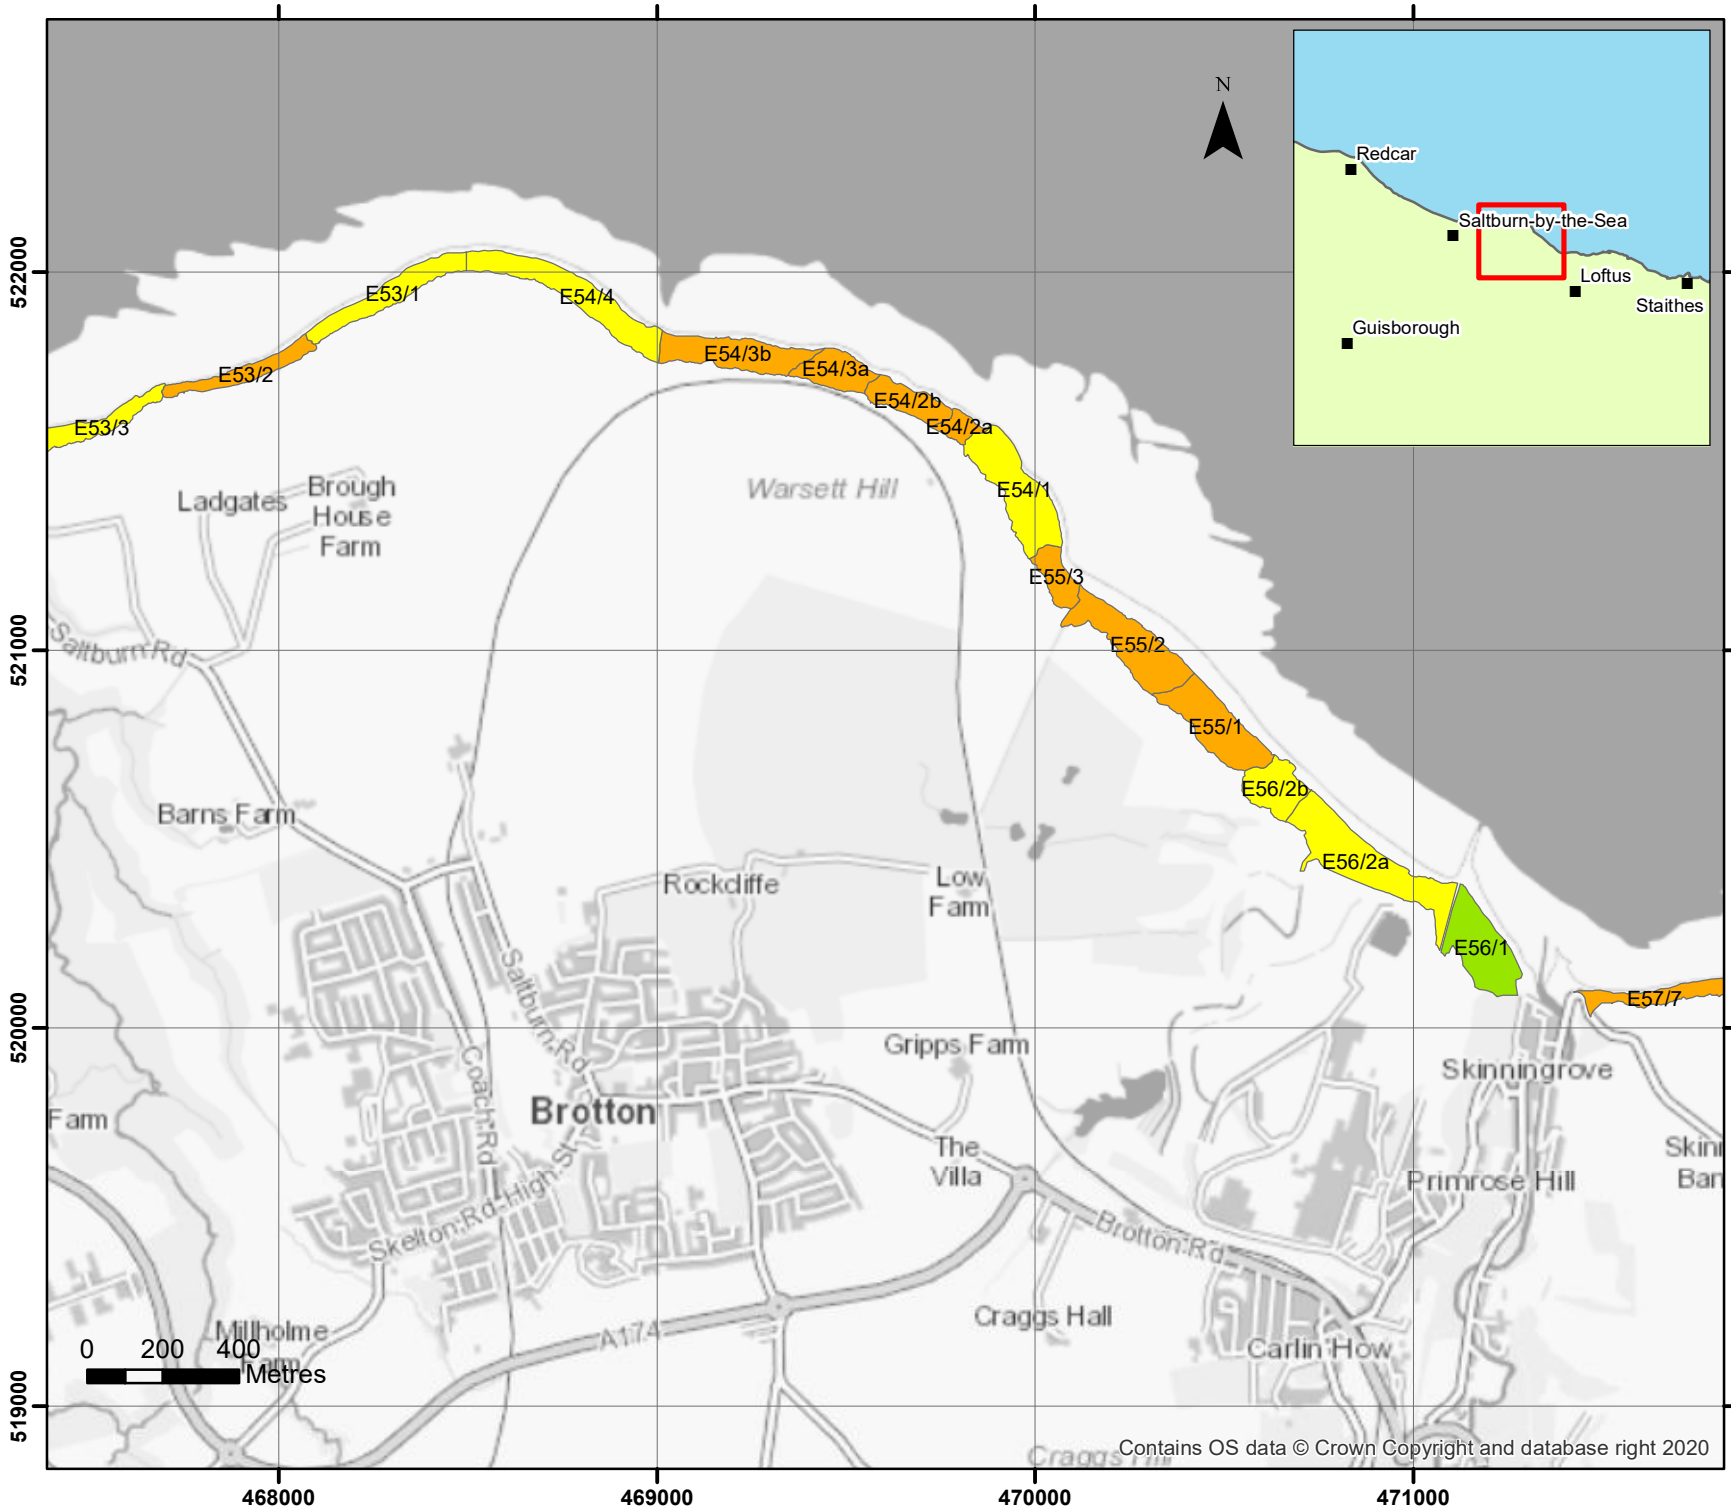 N
Redcar
Saltburn-by-the-Sea
Loftus
Staithes
Guisborough
522000
521000
520000
519000
E53/1
E54/4
E53/2
E53/3
E54/3b
E54/3a
E54/2b
E54/2a
E54/1
E55/3
E55/2
E55/1
E56/2b
E56/2a
E56/1
E57/7
Warsett Hill
Ladgates
Brough
House
Farm
Saltburn Rd
Barns Farm
Rockcliffe
Low
Farm
Saltburn Rd
Coach Rd
Gripps Farm
Brotton
Skinningrove
Farm
The
Villa
Skinn
Ban
Primrose Hill
Skelton Rd
High St
Brotton Rd
Craggs Hall
Carlin How
A174
Millholme
Farm
0 200 400
Metres
Craggs Hill
Contains OS data © Crown Copyright and database right 2020
468000
469000
470000
471000